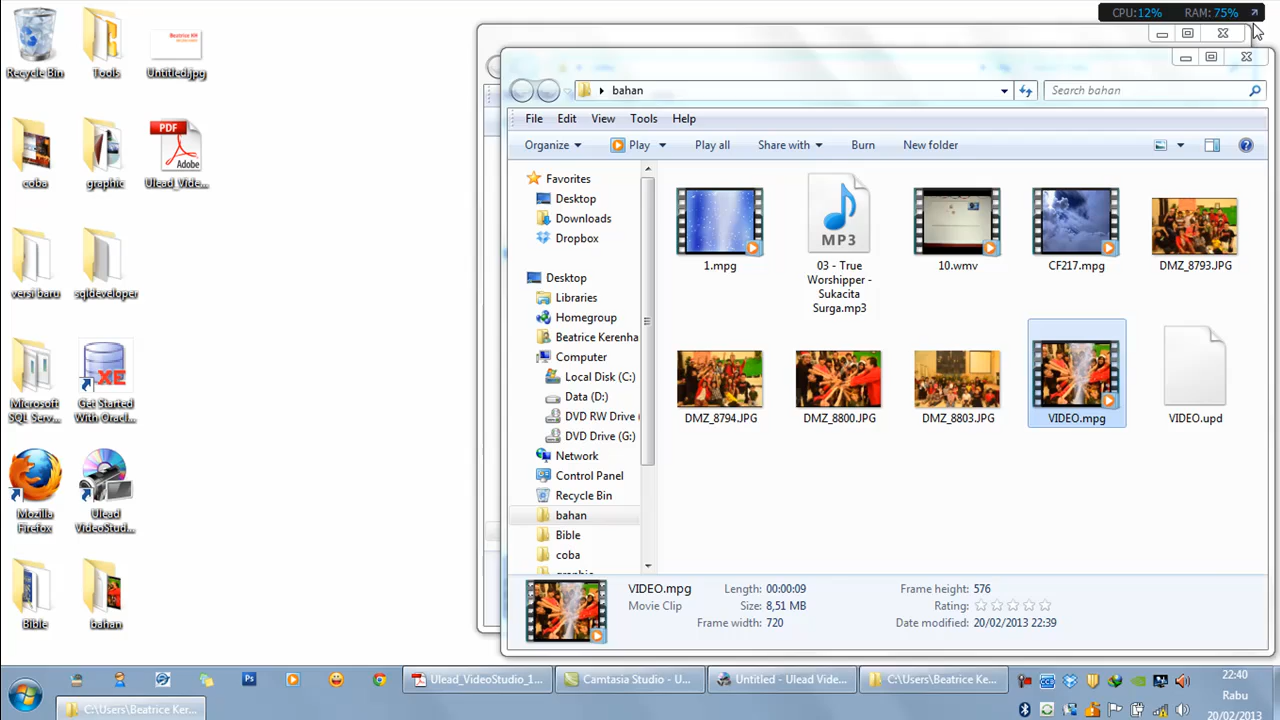 CPU:12% RAM: 75%
Recycle Bin
Tools
Untitled.jpg
coba
graphic
PDF
Adobe
Ulead_Vide...
versi baru
sqldeveloper
Microsoft
SQL Serv...
XE
Get Started
With Oracl...
Mozilla
Firefox
Ulead
VideoStud...
Bible
bahan
bahan
Search bahan
File Edit View Tools Help
Organize Play Play all Share with Burn New folder
Favorites
Desktop
Downloads
Dropbox
Desktop
Libraries
Homegroup
Beatrice Kerenha
Computer
Local Disk (C:)
Data (D:)
DVD RW Drive (
DVD Drive (G:)
Network
Control Panel
Recycle Bin
bahan
Bible
coba
1.mpg
MP3
03 - True
Worshipper -
Sukacita
Surga.mp3
10.wmv
CF217.mpg
DMZ_8793.JPG
DMZ_8794.JPG
DMZ_8800.JPG
DMZ_8803.JPG
VIDEO.mpg
VIDEO.upd
VIDEO.mpg Length: 00:00:09 Frame height: 576
Movie Clip Size: 8,51 MB Rating:
Frame width: 720 Date modified: 20/02/2013 22:39
Ps
Ulead_VideoStudio_1...
Camtasia Studio - U...
Untitled - Ulead Vide...
C:\Users\Beatrice Ke...
C:\Users\Beatrice Ker...
22:40
Rabu
20/02/2013